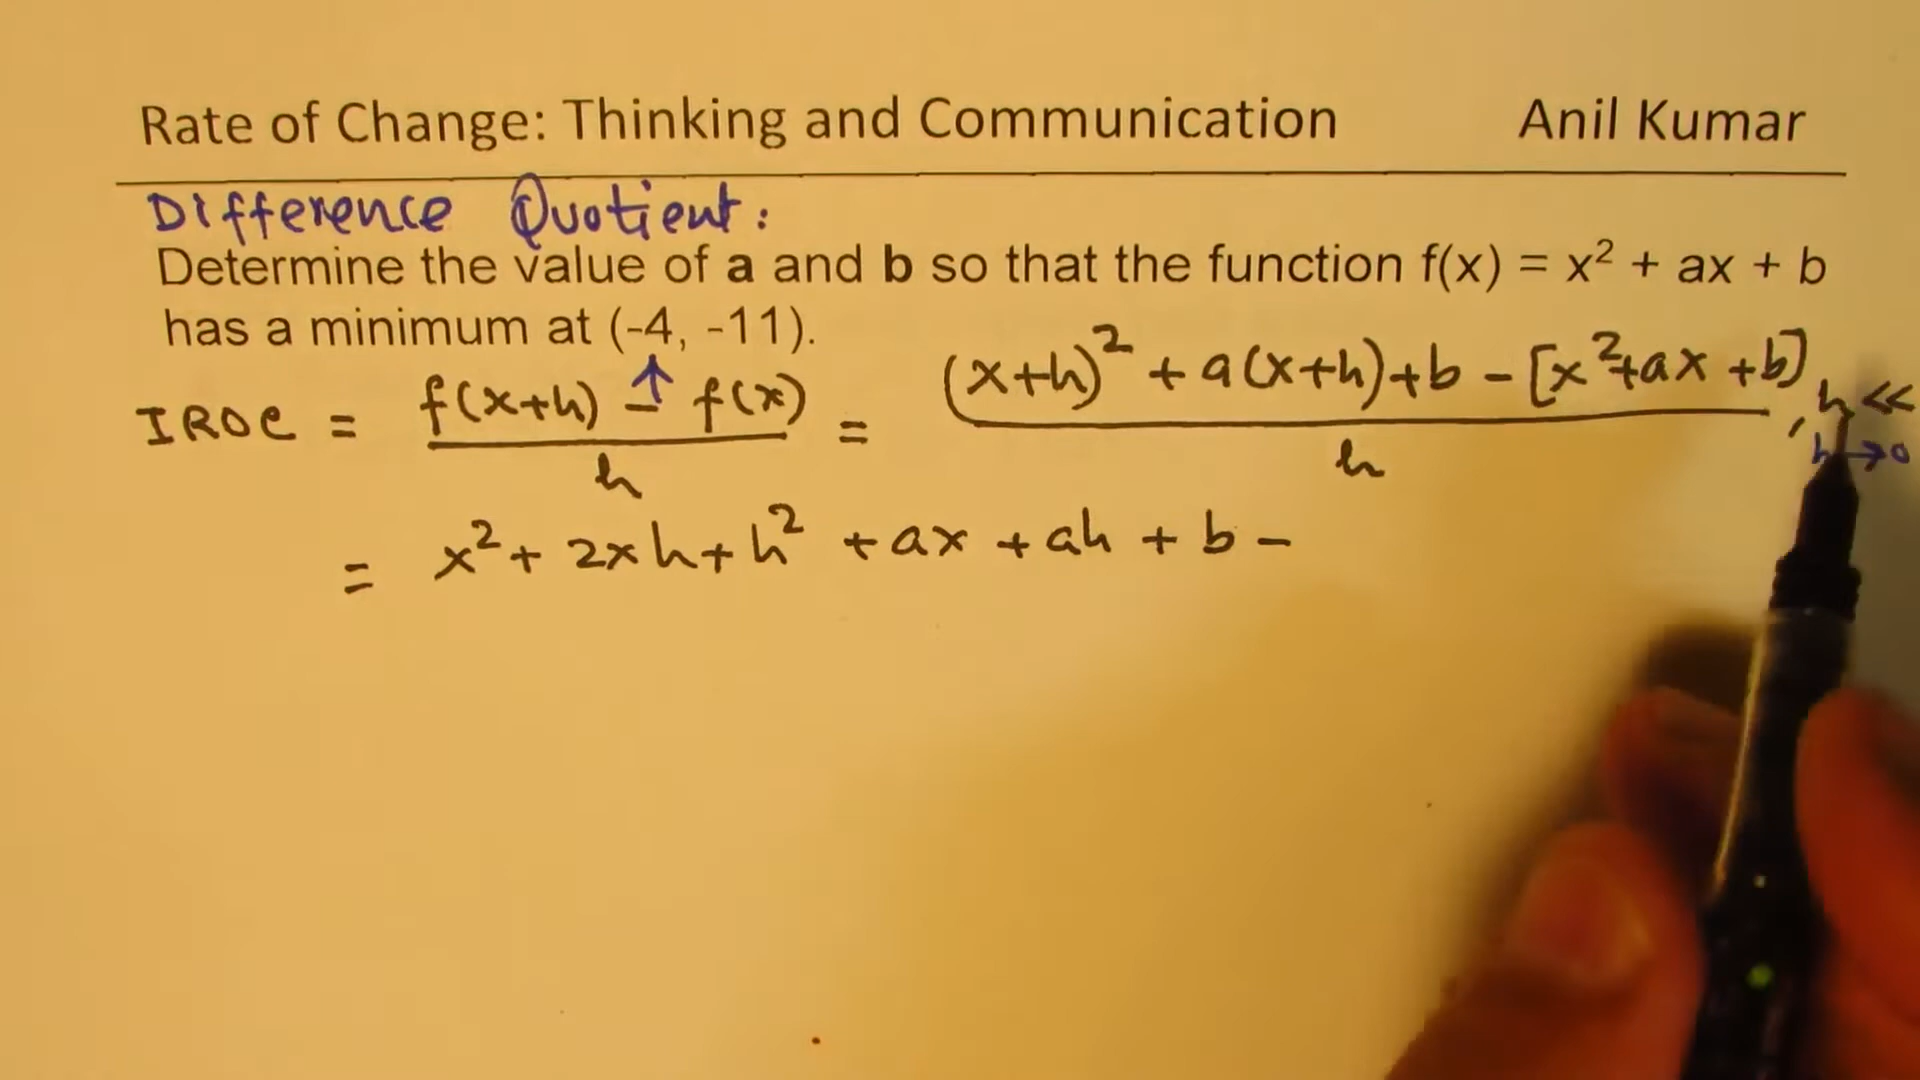 Rate of Change: Thinking and Communication Anil Kumar
Difference Quotient:
Determine the value of a and b so that the function f(x) = x² + ax + b
has a minimum at (-4, -11).
IROC = f(x+h) - f(x) / h = (x+h)² + a(x+h) + b - [x² + ax + b] / h , h <<
h → 0
= x² + 2xh + h² + ax + ah + b -